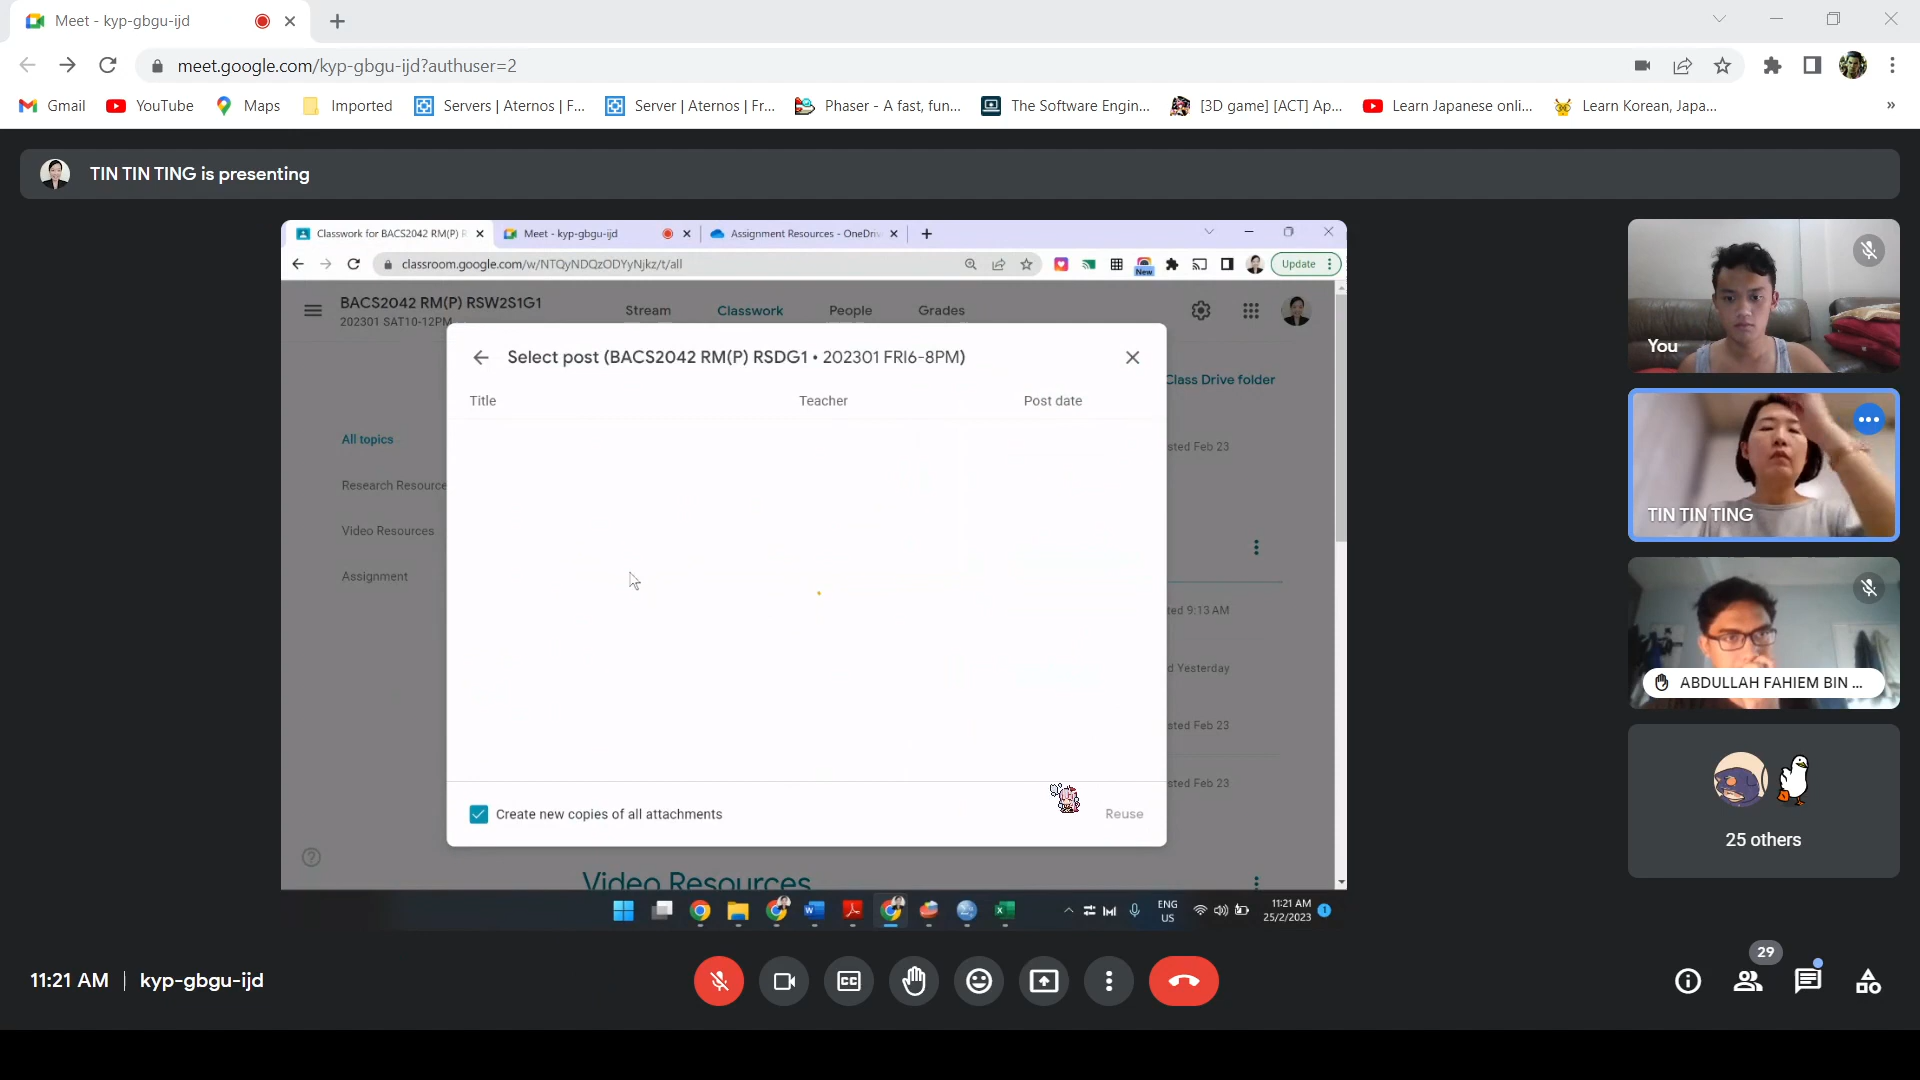 Meet - kyp-gbgu-ijd
meet.google.com/kyp-gbgu-ijd?authuser=2
Gmail
YouTube
Maps
Imported
Servers | Aternos | F...
Server | Aternos | Fr...
Phaser - A fast, fun...
The Software Engin...
[3D game] [ACT] Ap...
Learn Japanese onli...
Learn Korean, Japa...
»
TIN TIN TING is presenting
Classwork for BACS2042 RM(P) R
Meet - kyp-gbgu-ijd
Assignment Resources - OneDriv
classroom.google.com/w/NTQyNDQzODYyNjkz/t/all
New
Update
BACS2042 RM(P) RSW2S1G1
202301 SAT10-12PM
Stream
Classwork
People
Grades
Select post (BACS2042 RM(P) RSDG1 • 202301 FRI6-8PM)
Title
Teacher
Post date
Class Drive folder
All topics
Research Resource
Video Resources
Assignment
sted Feb 23
ted 9:13 AM
d Yesterday
sted Feb 23
sted Feb 23
Create new copies of all attachments
Reuse
Video Resources
ENG
US
11:21 AM
25/2/2023
1
You
TIN TIN TING
ABDULLAH FAHIEM BIN ...
25 others
11:21 AM | kyp-gbgu-ijd
29